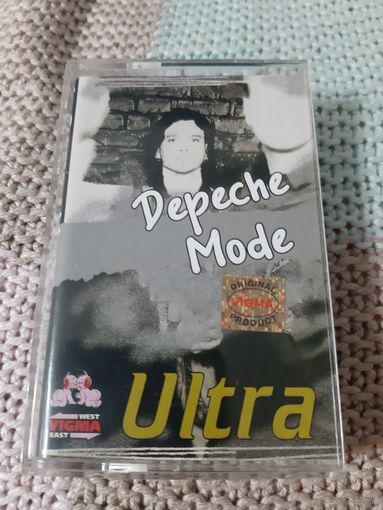 Depeche
Mode
ORIGINAL
VIGMA
PRODUCT
WEST
VIGMA
EAST
Ultra